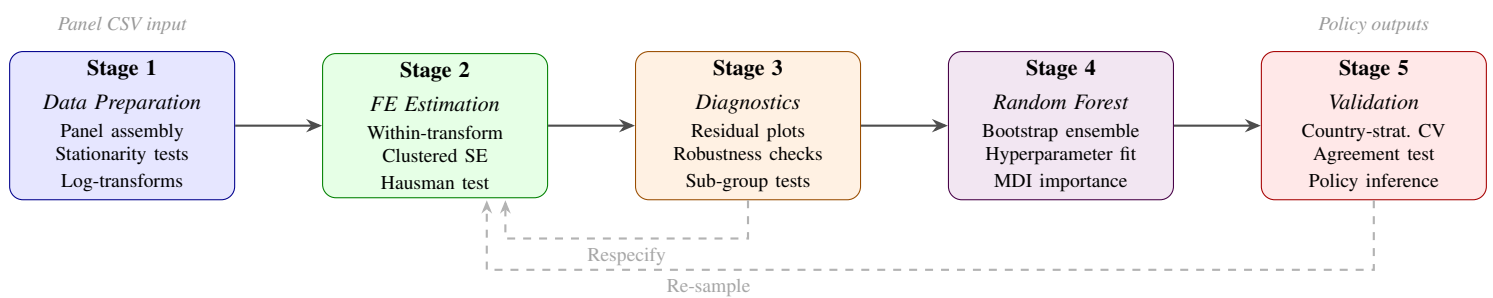 Panel CSV input
Policy outputs
Stage 1
Data Preparation
Panel assembly
Stationarity tests
Log-transforms
Stage 2
FE Estimation
Within-transform
Clustered SE
Hausman test
Stage 3
Diagnostics
Residual plots
Robustness checks
Sub-group tests
Stage 4
Random Forest
Bootstrap ensemble
Hyperparameter fit
MDI importance
Stage 5
Validation
Country-strat. CV
Agreement test
Policy inference
Respecify
Re-sample